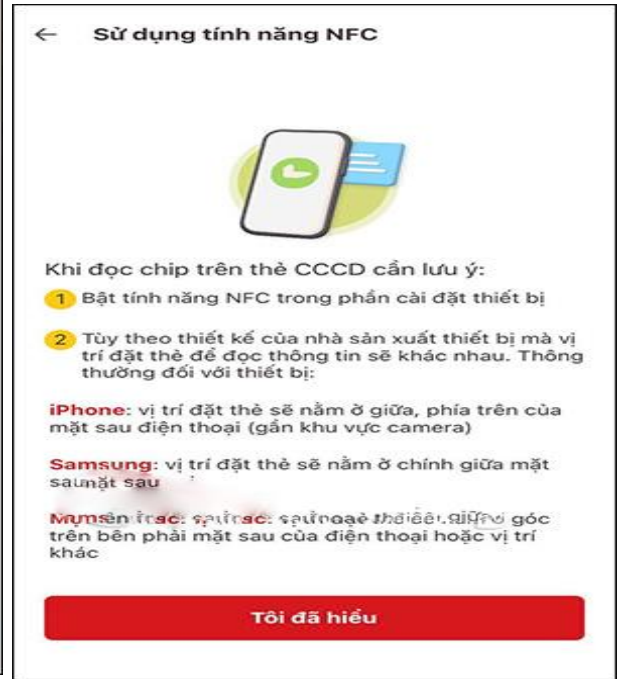 Sử dụng tính năng NFC
Khi đọc chip trên thẻ CCCD cần lưu ý:
1 Bật tính năng NFC trong phần cài đặt thiết bị
2 Tùy theo thiết kế của nhà sản xuất thiết bị mà vị
trí đặt thẻ để đọc thông tin sẽ khác nhau. Thông
thường đối với thiết bị:
iPhone: vị trí đặt thẻ sẽ nằm ở giữa, phía trên của
mặt sau điện thoại (gần khu vực camera)
Samsung: vị trí đặt thẻ sẽ nằm ở chính giữa mặt
mặt sau
góc
trên bên phải mặt sau của điện thoại hoặc vị trí
khác
Tôi đã hiểu